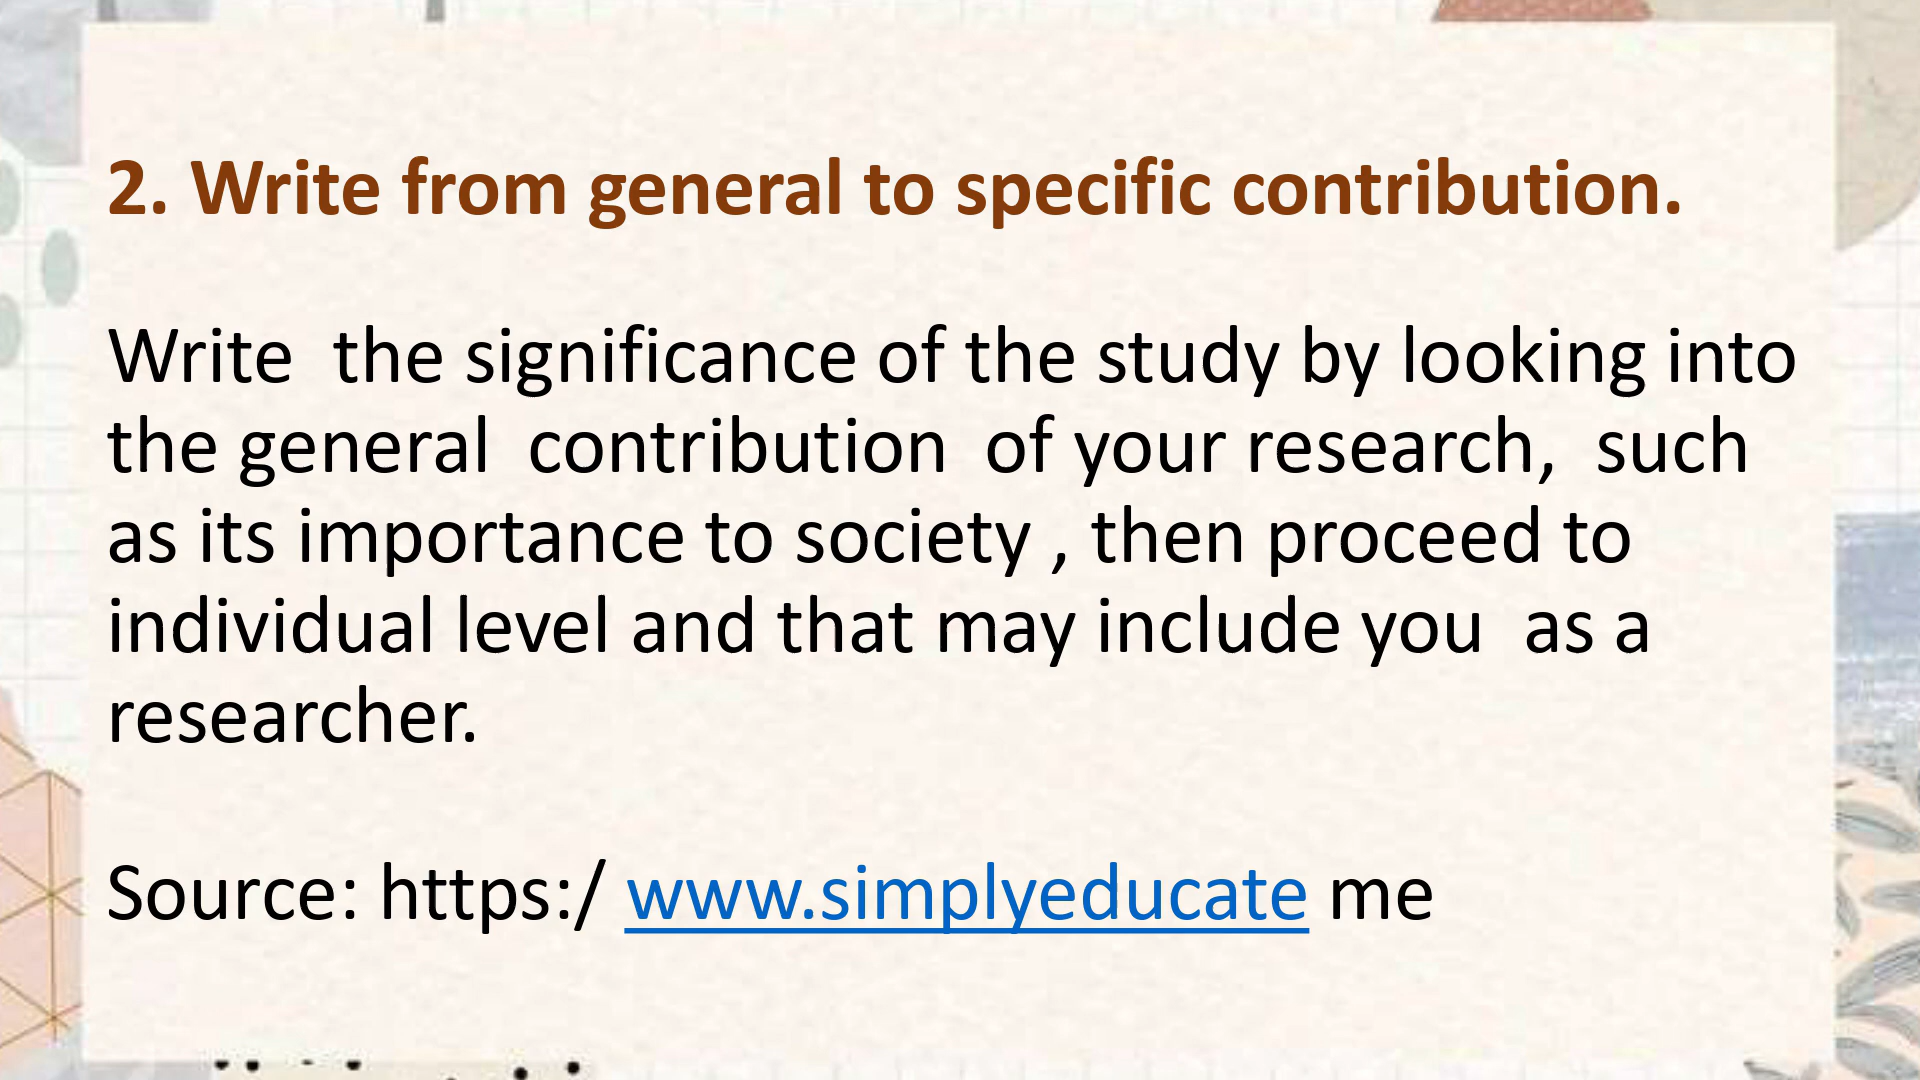 2. Write from general to specific contribution.
Write  the significance of the study by looking into
the general  contribution  of your research,  such
as its importance to society , then proceed to
individual level and that may include you  as a
researcher.
Source: https:/ www.simplyeducate me